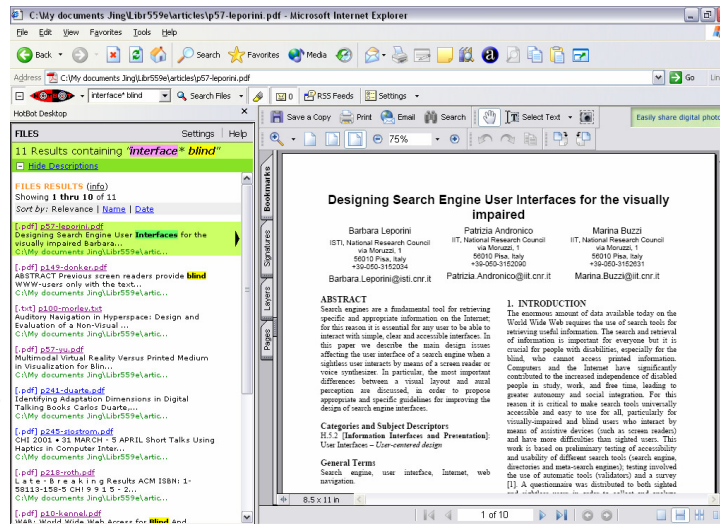 C:\My documents Jing\Libr559e\articles\p57-leporini.pdf - Microsoft Internet Explorer
File Edit View Favorites Tools Help
Back Search Favorites Media
Address C:\My documents Jing\Libr559e\articles\p57-leporini.pdf Go Lin
interface* blind Search Files 0 RSS Feeds Settings
HotBot Desktop
FILES Settings Help
11 Results containing "interface* blind"
Hide Descriptions
FILES RESULTS (info)
Showing 1 thru 10 of 11
Sort by: Relevance | Name | Date
[.pdf] p57-leporini.pdf
Designing Search Engine User Interfaces for the
visually impaired Barbara...
C:\My documents Jing\Libr559e\artic...
[.pdf] p149-donker.pdf
ABSTRACT Previous screen readers provide blind
WWW-users only with the text...
C:\My documents Jing\Libr559e\artic...
[.txt] p100-morley.txt
Auditory Navigation in Hyperspace: Design and
Evaluation of a Non-Visual ...
C:\My documents Jing\Libr559e\artic...
[.pdf] p57-yu.pdf
Multimodal Virtual Reality Versus Printed Medium
in Visualization for Blin...
C:\My documents Jing\Libr559e\artic...
[.pdf] p241-duarte.pdf
Identifying Adaptation Dimensions in Digital
Talking Books Carlos Duarte,...
C:\My documents Jing\Libr559e\artic...
[.pdf] p245-sjostrom.pdf
CHI 2001 • 31 MARCH - 5 APRIL Short Talks Using
Haptics in Computer Inter...
C:\My documents Jing\Libr559e\artic...
[.pdf] p218-roth.pdf
L a t e - B r e a k i n g Results ACM ISBN: 1-
58113-158-5 CHI 9 9 1 5 - 2...
C:\My documents Jing\Libr559e\artic...
[.pdf] p10-kennel.pdf
WAB: World Wide Web Access for Blind And
Save a Copy Print Email Search Select Text Easily share digital photo
75%
Bookmarks
Signatures
Layers
Pages
Designing Search Engine User Interfaces for the visually
impaired
Barbara Leporini Patrizia Andronico Marina Buzzi
ISTI, National Research Council IIT, National Research Council IIT, National Research Council
via Moruzzi, 1 via Moruzzi, 1 via Moruzzi, 1
56010 Pisa, Italy 56010 Pisa, Italy 56010 Pisa, Italy
+39-050-3152034 +39-050-3152090 +39-050-3152631
Barbara.Leporini@isti.cnr.it Patrizia.Andronico@iit.cnr.it Marina.Buzzi@iit.cnr.it
ABSTRACT
Search engines are a fundamental tool for retrieving
specific and appropriate information on the Internet;
for this reason it is essential for any user to be able to
interact with simple, clear and accessible interfaces. In
this paper we describe the main design issues
affecting the user interface of a search engine when a
sightless user interacts by means of a screen reader or
voice synthesizer. In particular, the most important
differences between a visual layout and aural
perception are discussed, in order to propose
appropriate and specific guidelines for improving the
design of search engine interfaces.
Categories and Subject Descriptors
H.5.2 [Information Interfaces and Presentation]:
User Interfaces – User-centered design
General Terms
Search engine, user interface, Internet, web
navigation.
1. INTRODUCTION
The enormous amount of data available today on the
World Wide Web requires the use of search tools for
retrieving useful information. The search and retrieval
of information is important for everyone but it is
crucial for people with disabilities, especially for the
blind, who cannot access printed information.
Computers and the Internet have significantly
contributed to the increased independence of disabled
people in study, work, and free time, leading to
greater autonomy and social integration. For this
reason it is critical to make search tools universally
accessible and easy to use for all, particularly for
visually-impaired and blind users who interact by
means of assistive devices (such as screen readers)
and have more difficulties than sighted users. This
work is based on preliminary testing of accessibility
and usability of different search tools (search engine,
directories and meta-search engines); testing involved
the use of automatic tools (validators) and a survey
[1]. A questionnaire was distributed to both sighted
and sightless users in order to collect and analyze
8.5 x 11 in
1 of 10